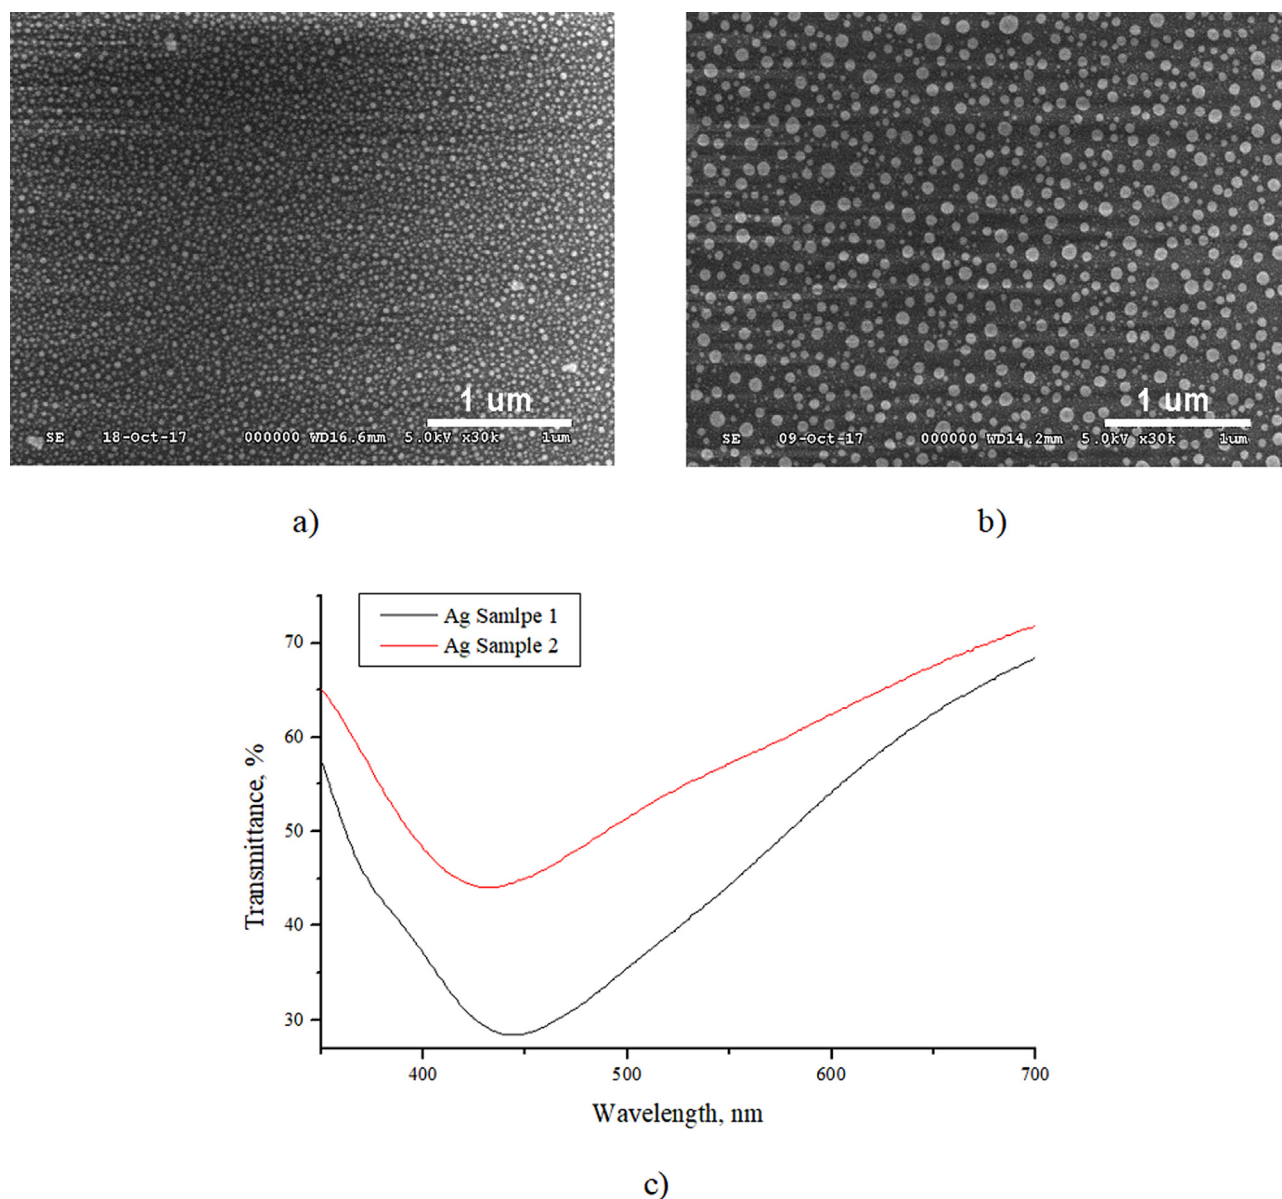 1 um
SE 18-Oct-17 000000 WD16.6mm 5.0kV x30k 1um
1 um
SE 09-Oct-17 000000 WD14.2mm 5.0kV x30k 1um
a)
b)
Ag Samlpe 1
Ag Sample 2
70
60
50
40
30
Transmittance, %
400 500 600 700
Wavelength, nm
c)